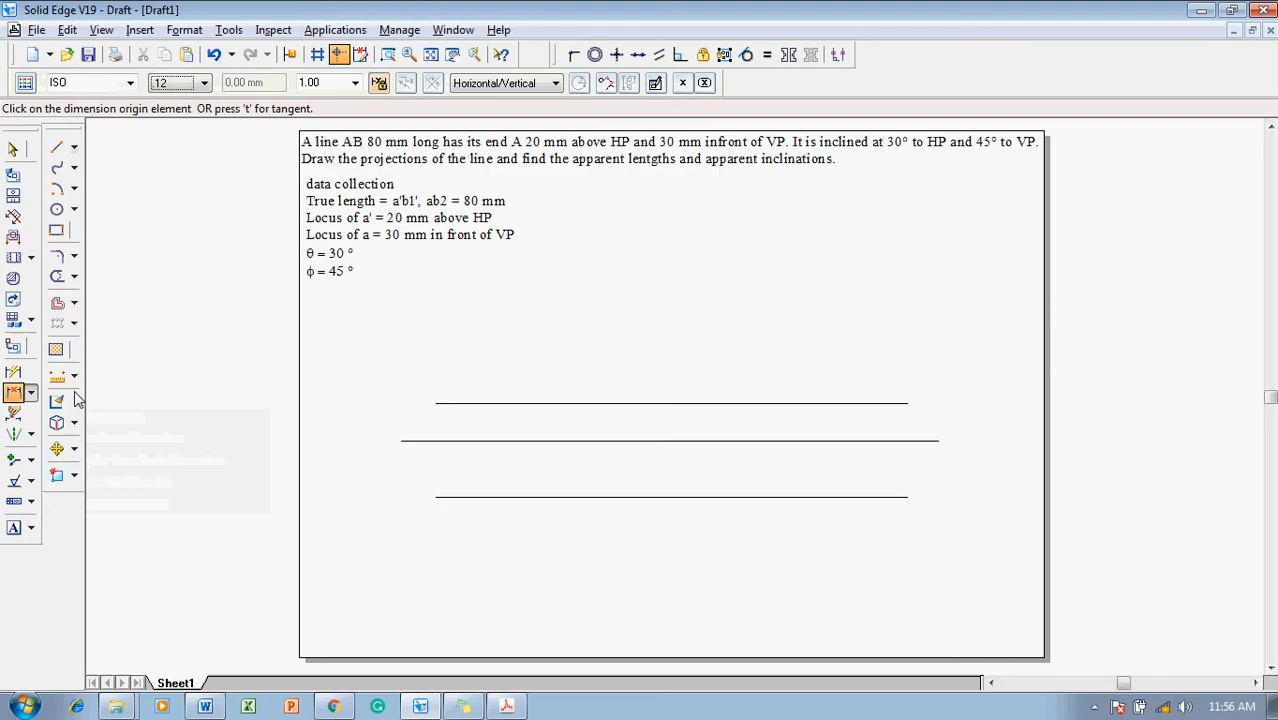 Solid Edge V19 - Draft - [Draft1]
File Edit View Insert Format Tools Inspect Applications Manage Window Help
ISO 12 0.00 mm 1.00 Horizontal/Vertical
Click on the dimension origin element OR press 't' for tangent.
A line AB 80 mm long has its end A 20 mm above HP and 30 mm infront of VP. It is inclined at 30° to HP and 45° to VP.
Draw the projections of the line and find the apparent lentgths and apparent inclinations.
data collection
True length = a'b1', ab2 = 80 mm
Locus of a' = 20 mm above HP
Locus of a = 30 mm in front of VP
θ = 30 °
ϕ = 45 °
A
Sheet1
11:56 AM